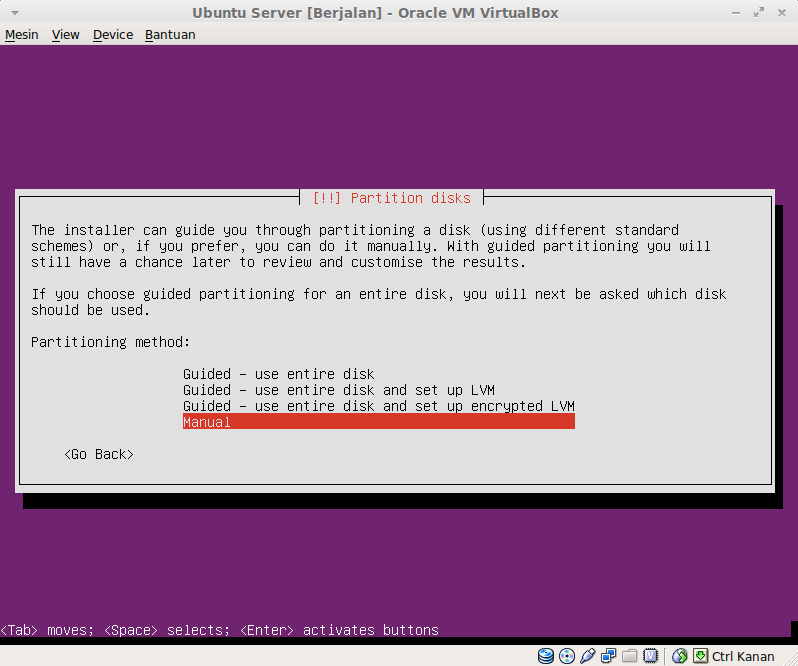 Ubuntu Server [Berjalan] - Oracle VM VirtualBox
Mesin View Device Bantuan
[!!] Partition disks
The installer can guide you through partitioning a disk (using different standard
schemes) or, if you prefer, you can do it manually. With guided partitioning you will
still have a chance later to review and customise the results.
If you choose guided partitioning for an entire disk, you will next be asked which disk
should be used.
Partitioning method:
Guided - use entire disk
Guided - use entire disk and set up LVM
Guided - use entire disk and set up encrypted LVM
Manual
<Go Back>
<Tab> moves; <Space> selects; <Enter> activates buttons
Ctrl Kanan